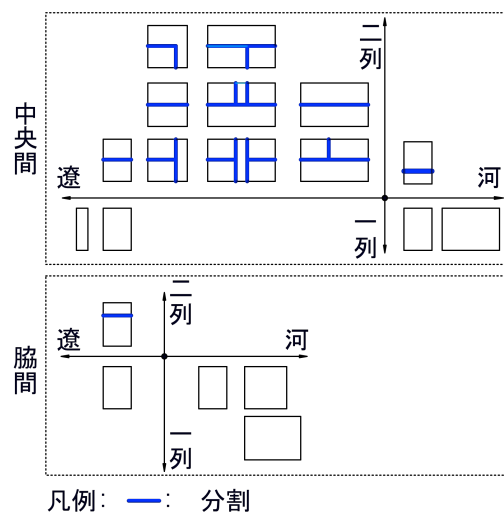 中央間
二列
遼
河
一列
脇間
二列
遼
河
一列
凡例： ： 分割